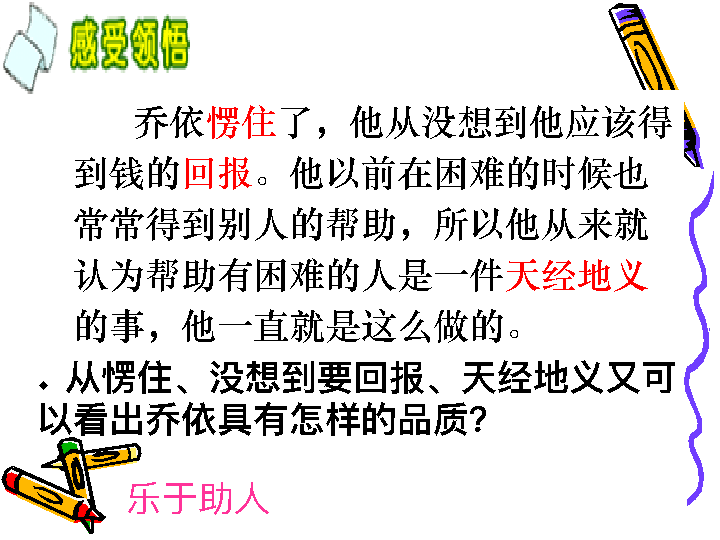 感受领悟
乔依愣住了，他从没想到他应该得
到钱的回报。他以前在困难的时候也
常常得到别人的帮助，所以他从来就
认为帮助有困难的人是一件天经地义
的事，他一直就是这么做的。
从愣住、没想到要回报、天经地义又可
以看出乔依具有怎样的品质？
乐于助人